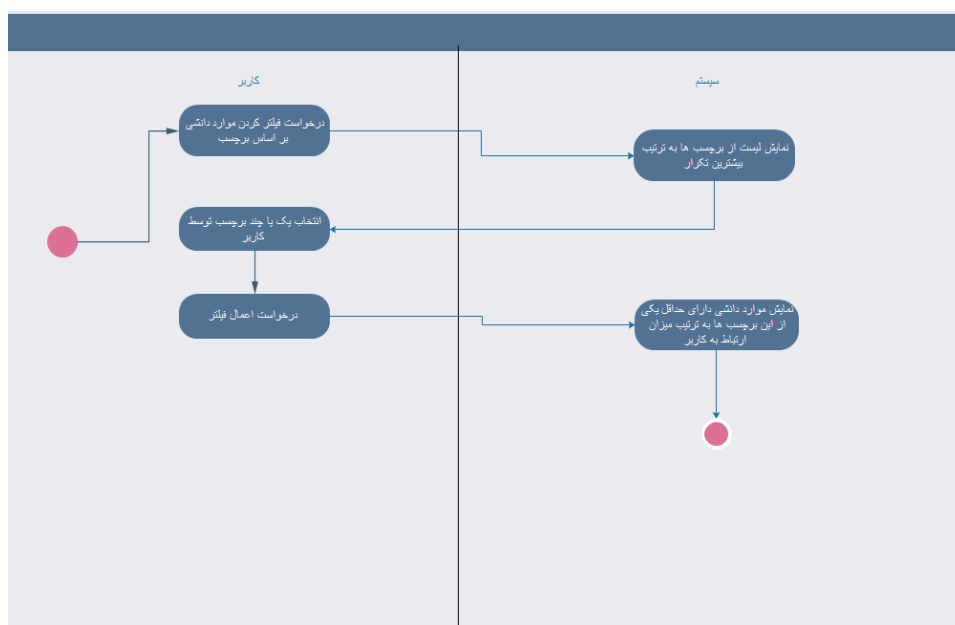 کاربر
سیستم
درخواست فیلتر کردن موارد دانشی
بر اساس برچسب
نمایش لیست از برچسب ها به ترتیب
بیشترین تکرار
انتخاب یک یا چند برچسب توسط
کاربر
درخواست اعمال فیلتر
نمایش موارد دانشی دارای حداقل یکی
از این برچسب ها به ترتیب میزان
ارتباط به کاربر